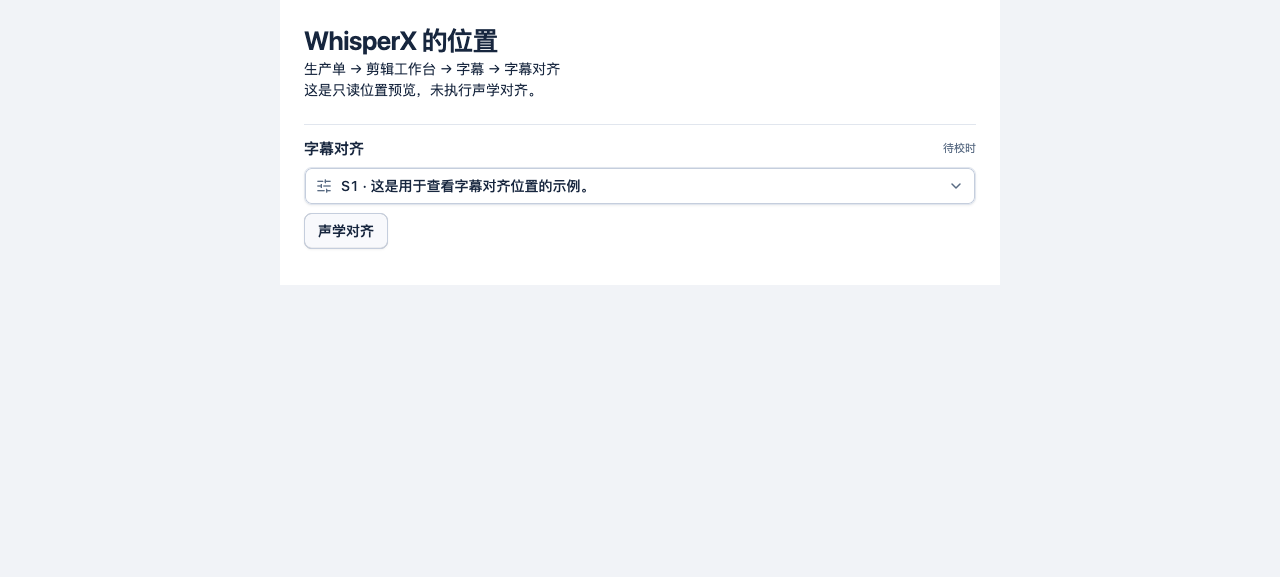 WhisperX 的位置
生产单 → 剪辑工作台 → 字幕 → 字幕对齐
这是只读位置预览，未执行声学对齐。
字幕对齐
待校时
S1 · 这是用于查看字幕对齐位置的示例。
声学对齐